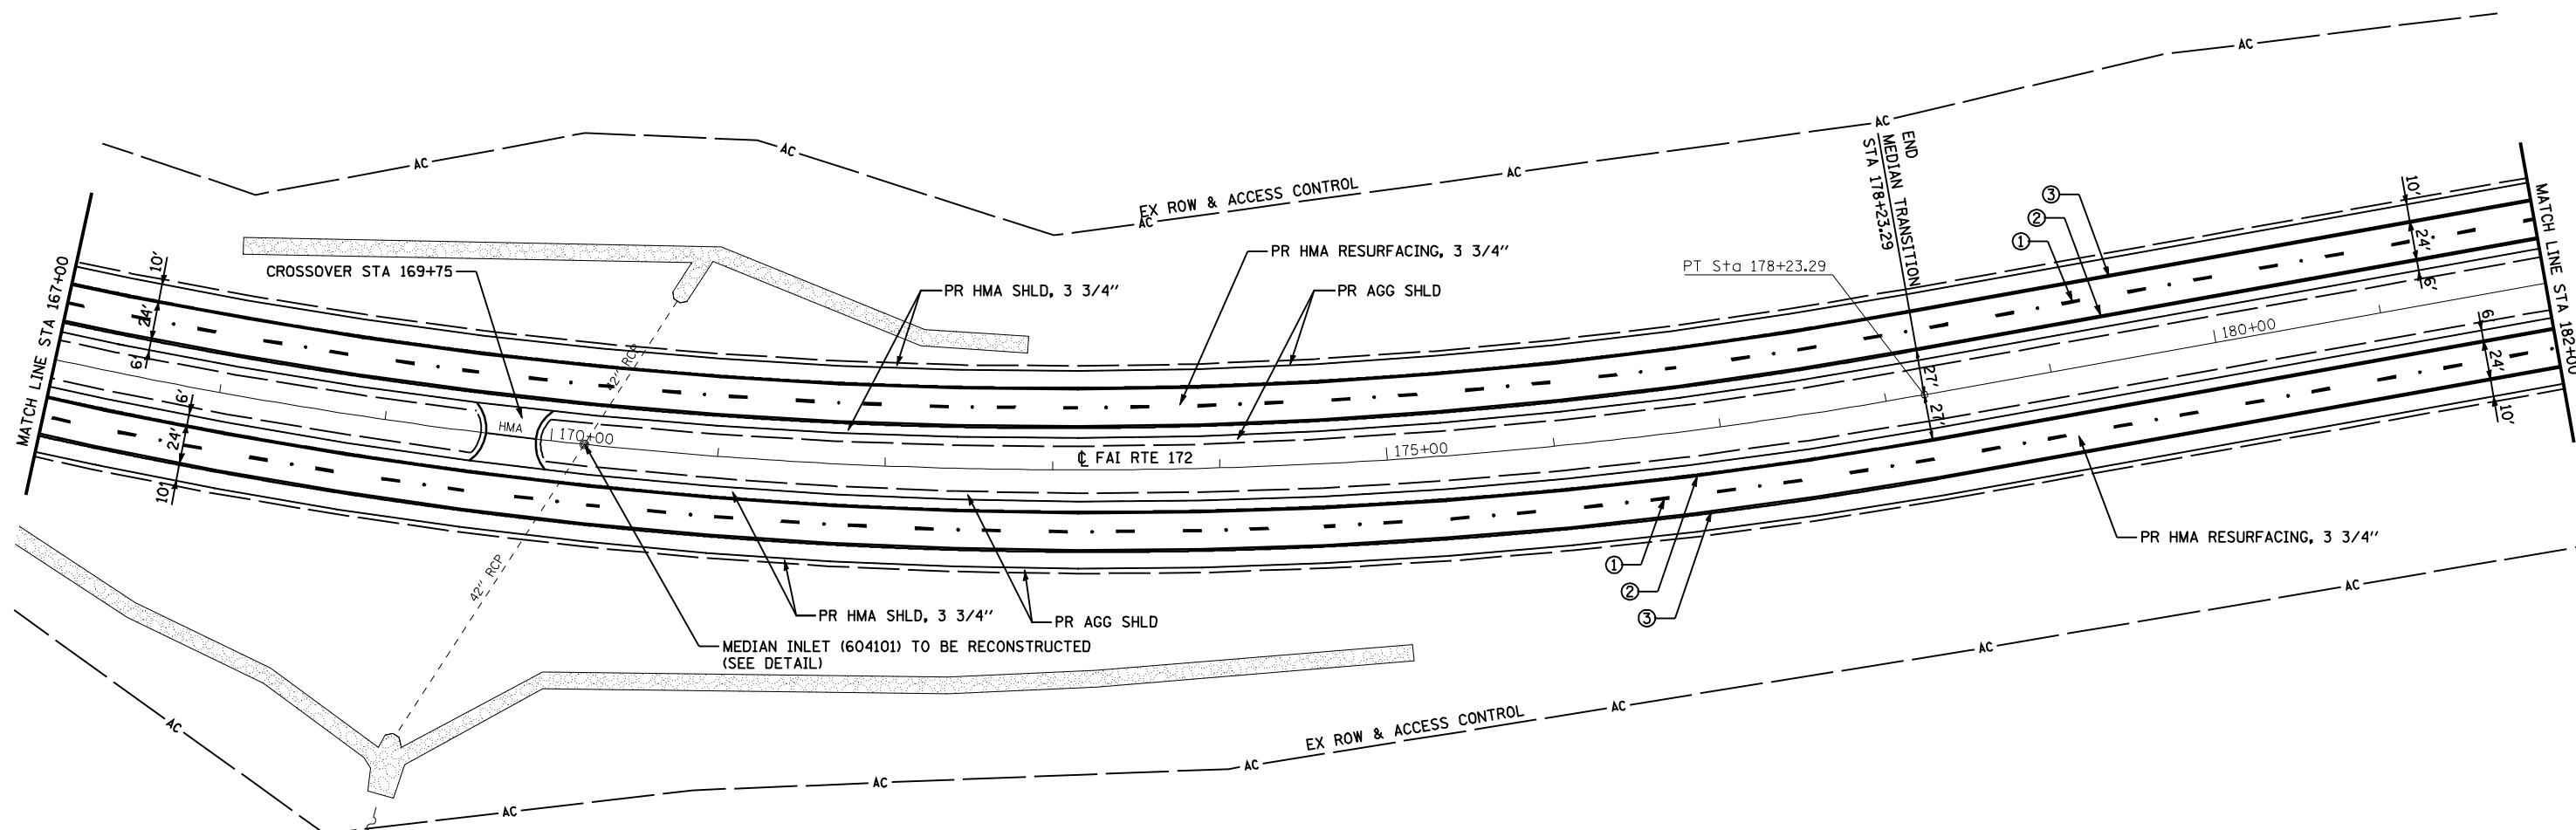 AC
AC
AC
AC
AC
AC
EX ROW & ACCESS CONTROL
END
MEDIAN TRANSITION
STA 178+23.29
MATCH LINE STA 167+00
MATCH LINE STA 182+00
CROSSOVER STA 169+75
PR HMA SHLD, 3 3/4"
PR HMA RESURFACING, 3 3/4"
PR AGG SHLD
PT Sta 178+23.29
3
2
1
10'
24'
6'
10'
24'
6'
6'
24'
10'
6'
24'
10'
27'
27'
42" RCP
HMA
170+00
175+00
180+00
℄ FAI RTE 172
42" RCP
PR HMA SHLD, 3 3/4"
PR AGG SHLD
MEDIAN INLET (604101) TO BE RECONSTRUCTED
(SEE DETAIL)
1
2
3
PR HMA RESURFACING, 3 3/4"
EX ROW & ACCESS CONTROL
AC
AC
AC
AC
AC
AC
AC